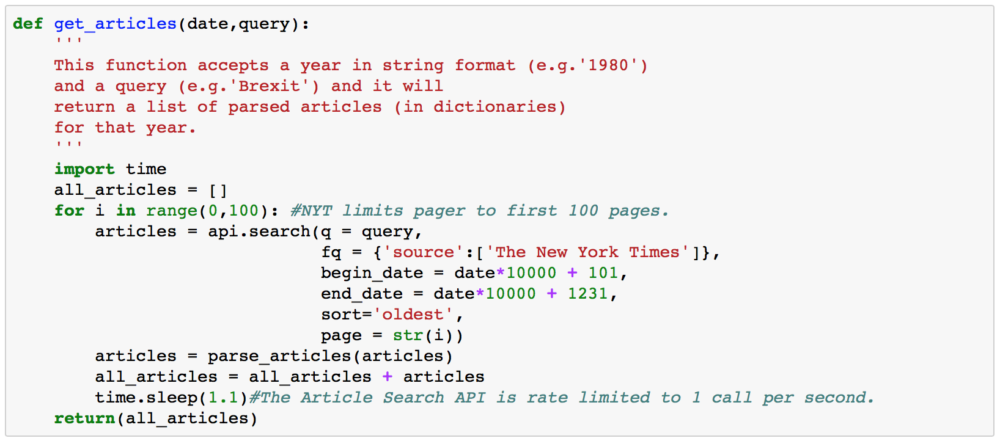 def get_articles(date,query):
    '''
    This function accepts a year in string format (e.g.'1980')
    and a query (e.g.'Brexit') and it will
    return a list of parsed articles (in dictionaries)
    for that year.
    '''
    import time
    all_articles = []
    for i in range(0,100): #NYT limits pager to first 100 pages.
        articles = api.search(q = query,
                              fq = {'source':['The New York Times']},
                              begin_date = date*10000 + 101,
                              end_date = date*10000 + 1231,
                              sort='oldest',
                              page = str(i))
        articles = parse_articles(articles)
        all_articles = all_articles + articles
        time.sleep(1.1)#The Article Search API is rate limited to 1 call per second.
    return(all_articles)